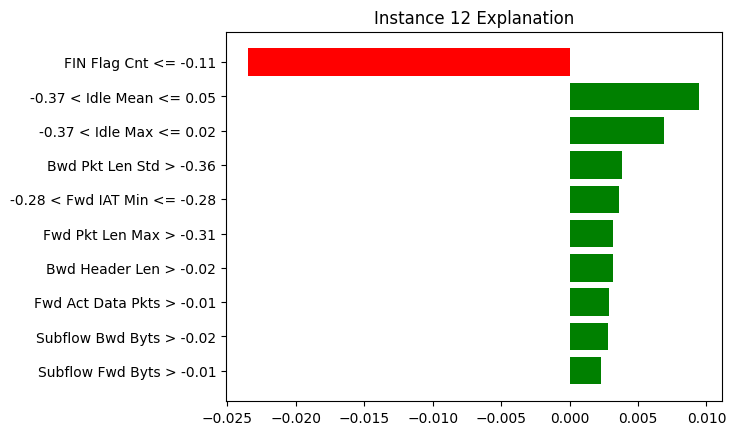 Instance 12 Explanation
FIN Flag Cnt <= -0.11
-0.37 < Idle Mean <= 0.05
-0.37 < Idle Max <= 0.02
Bwd Pkt Len Std > -0.36
-0.28 < Fwd IAT Min <= -0.28
Fwd Pkt Len Max > -0.31
Bwd Header Len > -0.02
Fwd Act Data Pkts > -0.01
Subflow Bwd Byts > -0.02
Subflow Fwd Byts > -0.01
−0.025 −0.020 −0.015 −0.010 −0.005 0.000 0.005 0.010